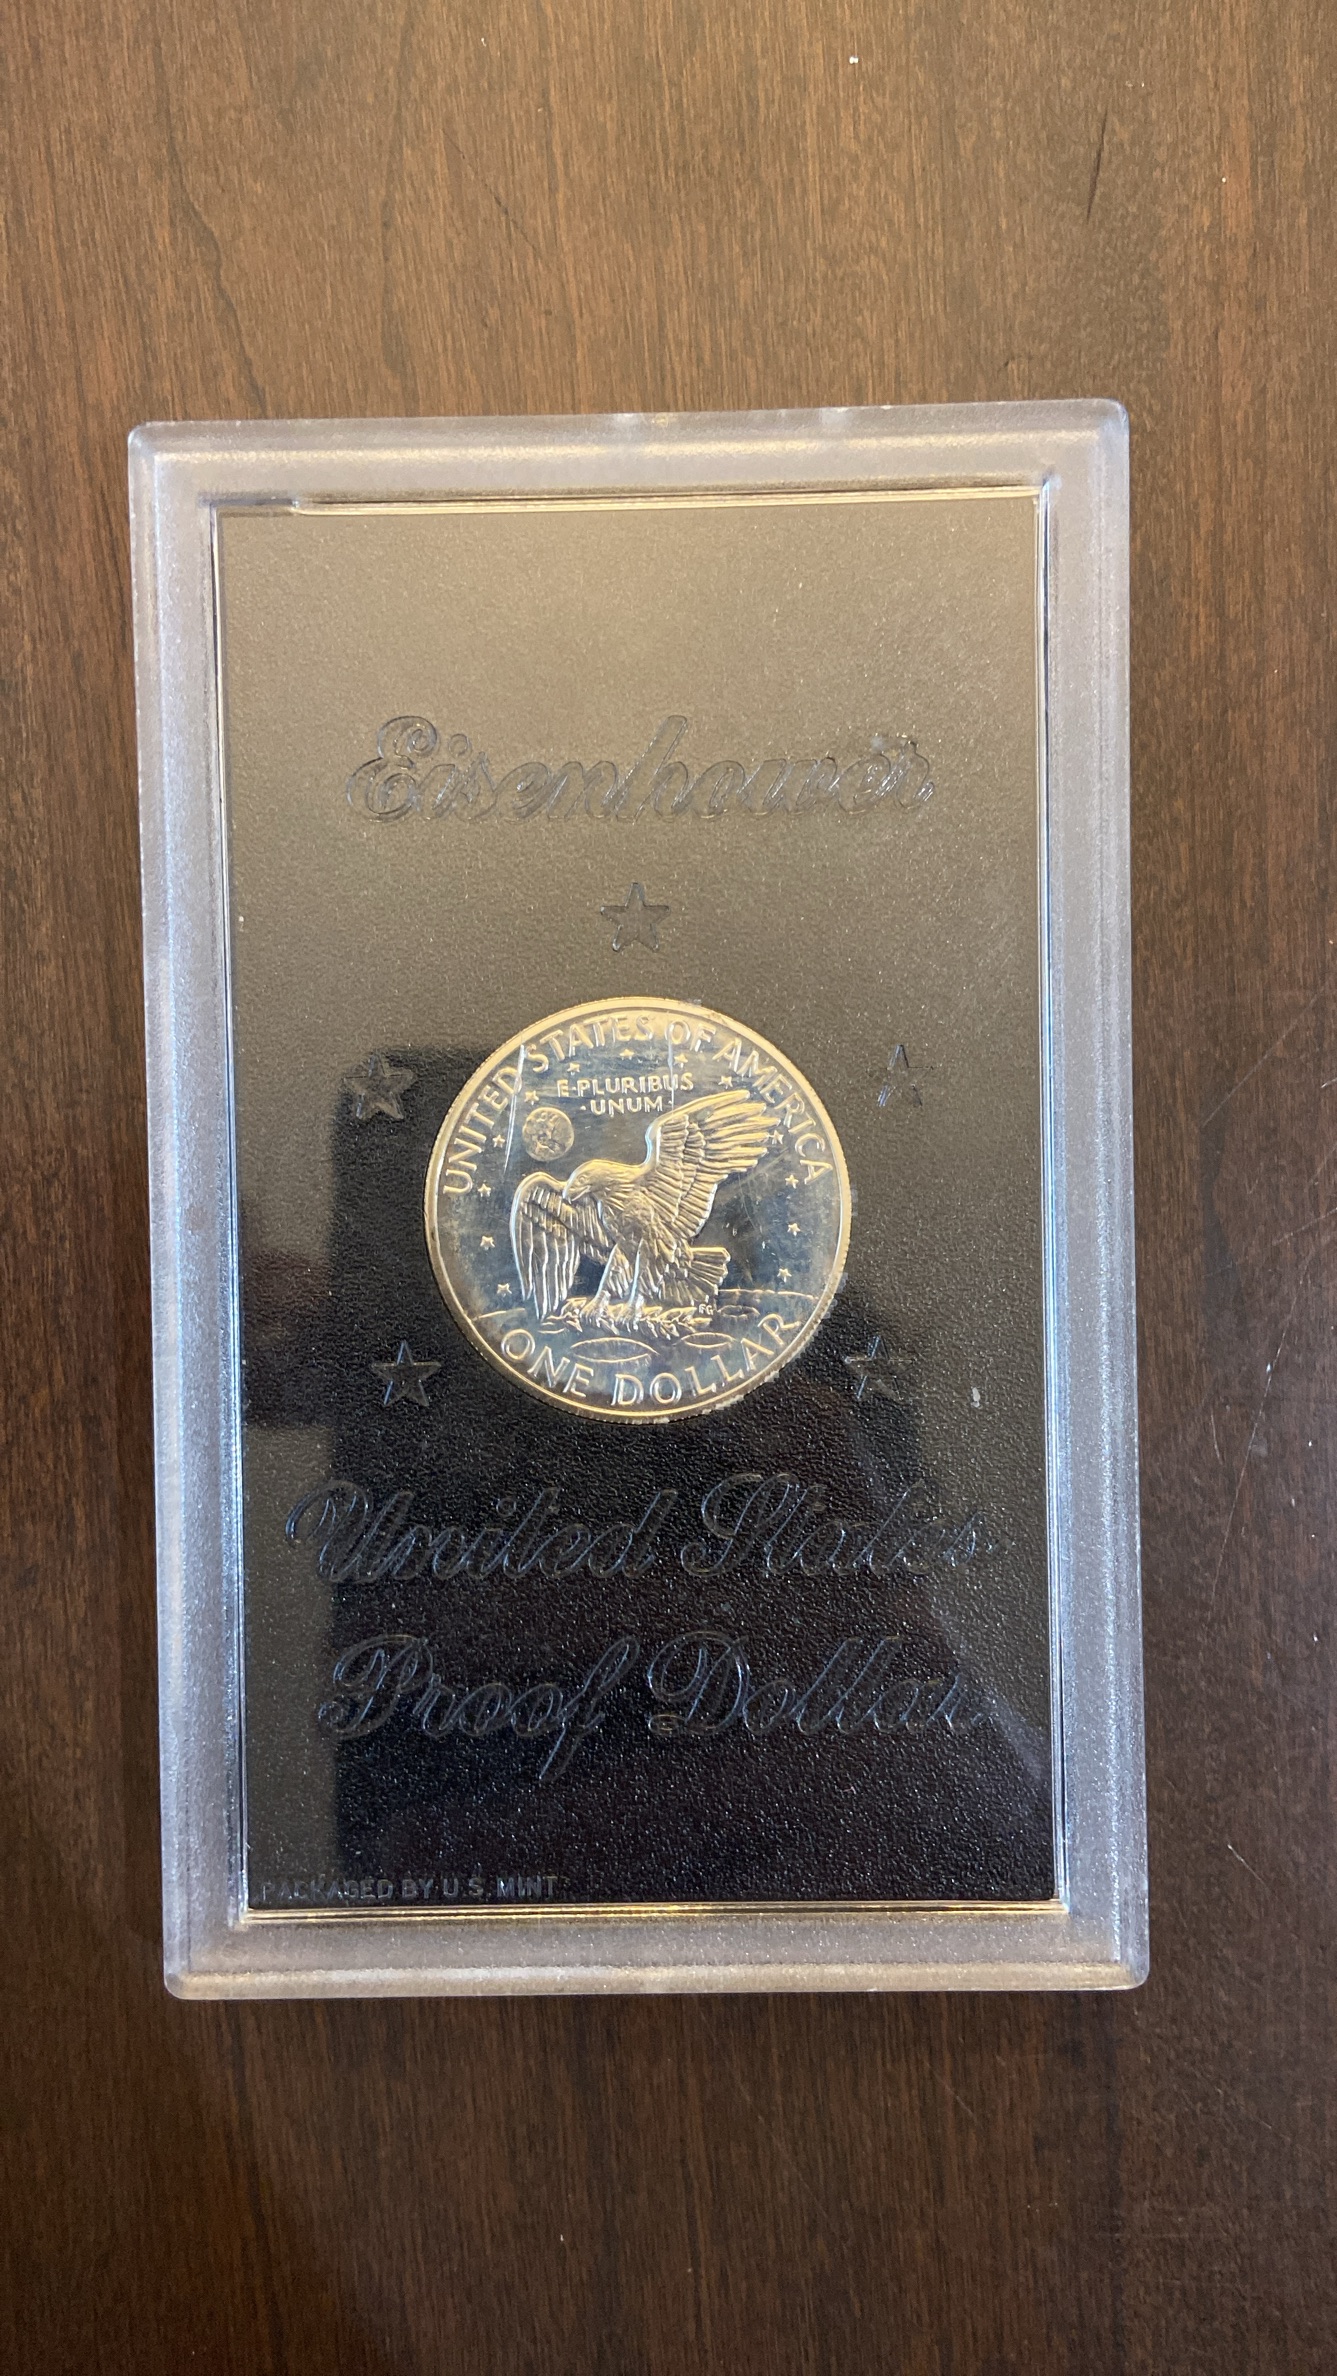 Eisenhower
UNITED STATES OF AMERICA
E·PLURIBUS
·UNUM·
FG
ONE DOLLAR
United States
Proof Dollar
PACKAGED BY U.S. MINT